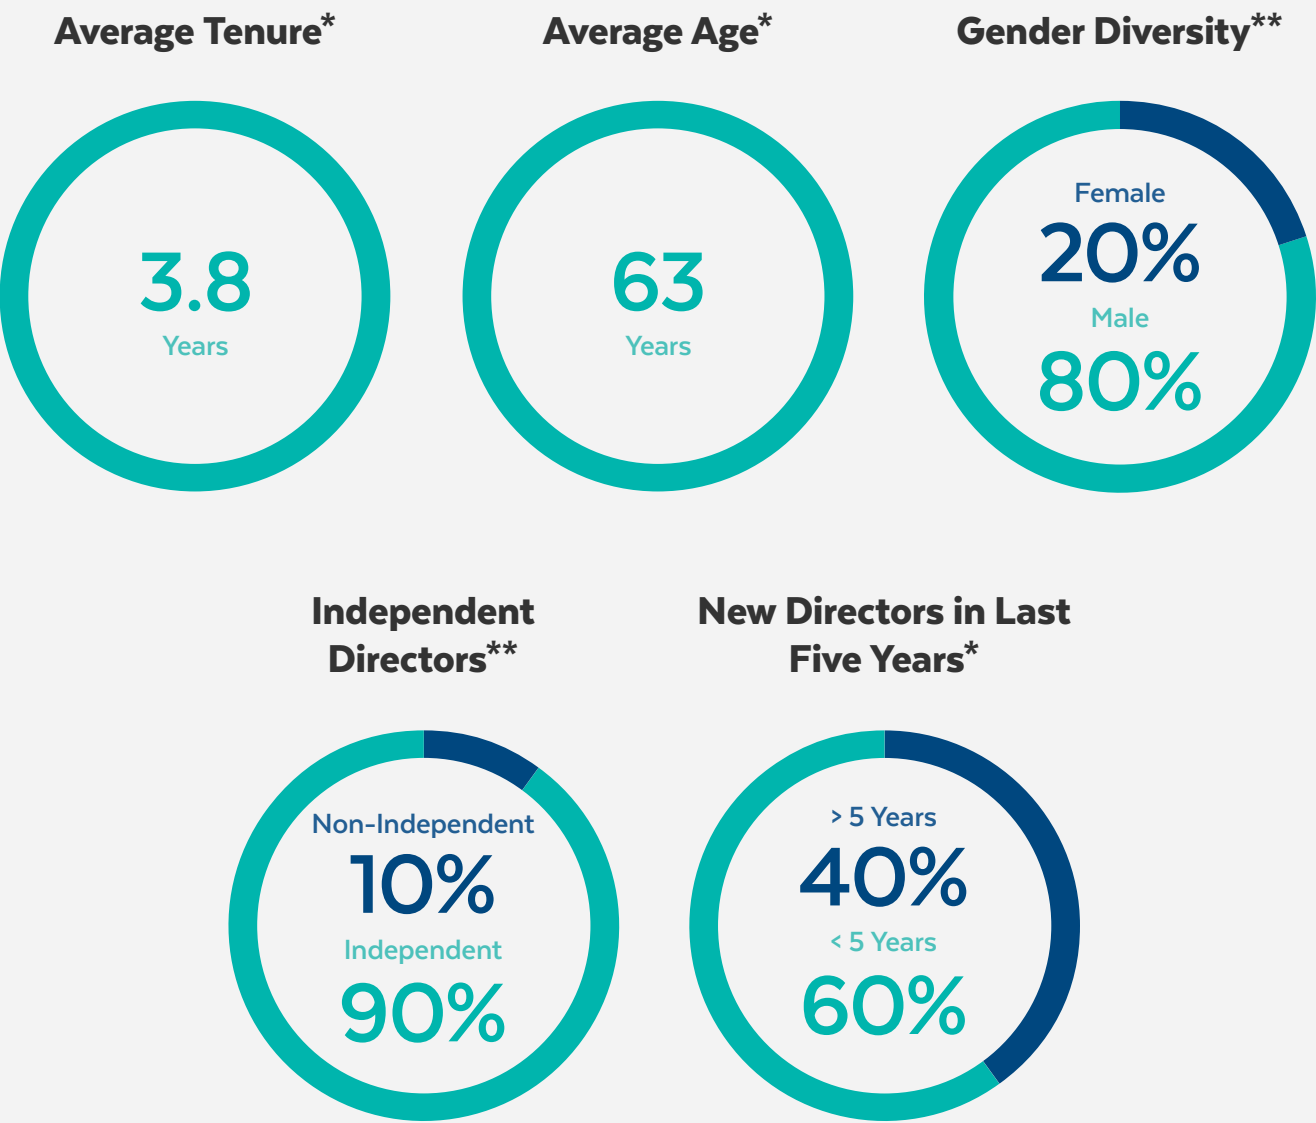 Average Tenure*
3.8
Years
Average Age*
63
Years
Gender Diversity**
Female
20%
Male
80%
Independent
Directors**
Non-Independent
10%
Independent
90%
New Directors in Last
Five Years*
> 5 Years
40%
< 5 Years
60%